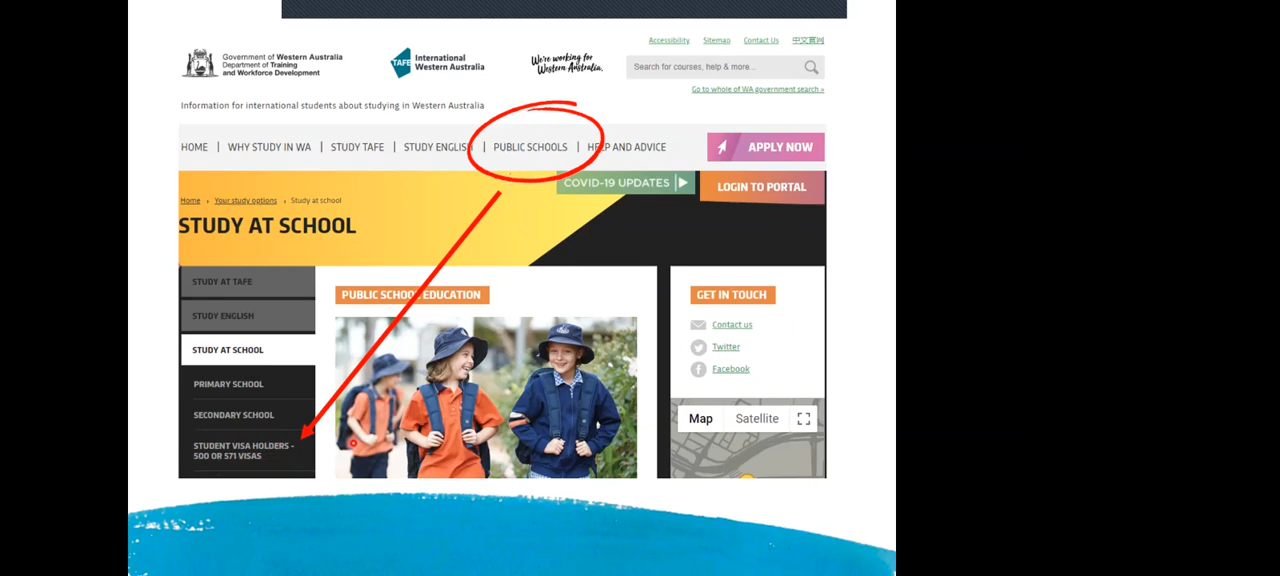 Accessibility Sitemap Contact Us 中文官网
Government of Western Australia
Department of Training
and Workforce Development
TAFE International
Western Australia
We're working for
Western Australia.
Search for courses, help & more...
Go to whole of WA government search »
Information for international students about studying in Western Australia
HOME | WHY STUDY IN WA | STUDY TAFE | STUDY ENGLISH | PUBLIC SCHOOLS | HELP AND ADVICE
APPLY NOW
COVID-19 UPDATES
LOGIN TO PORTAL
Home › Your study options › Study at school
STUDY AT SCHOOL
STUDY AT TAFE
STUDY ENGLISH
STUDY AT SCHOOL
PRIMARY SCHOOL
SECONDARY SCHOOL
STUDENT VISA HOLDERS -
500 OR 571 VISAS
PUBLIC SCHOOL EDUCATION
GET IN TOUCH
Contact us
Twitter
Facebook
Map Satellite